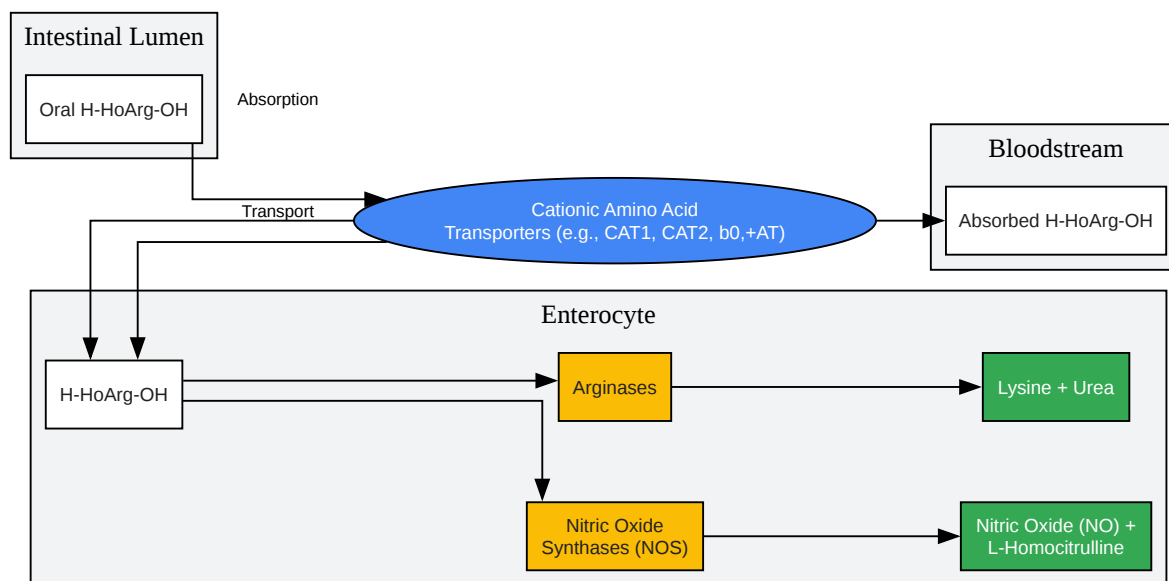 Intestinal Lumen
Oral H-HoArg-OH
Absorption
Bloodstream
Absorbed H-HoArg-OH
Transport
Cationic Amino Acid
Transporters (e.g., CAT1, CAT2, b0,+AT)
Enterocyte
H-HoArg-OH
Arginases
Lysine + Urea
Nitric Oxide
Synthases (NOS)
Nitric Oxide (NO) +
L-Homocitrulline